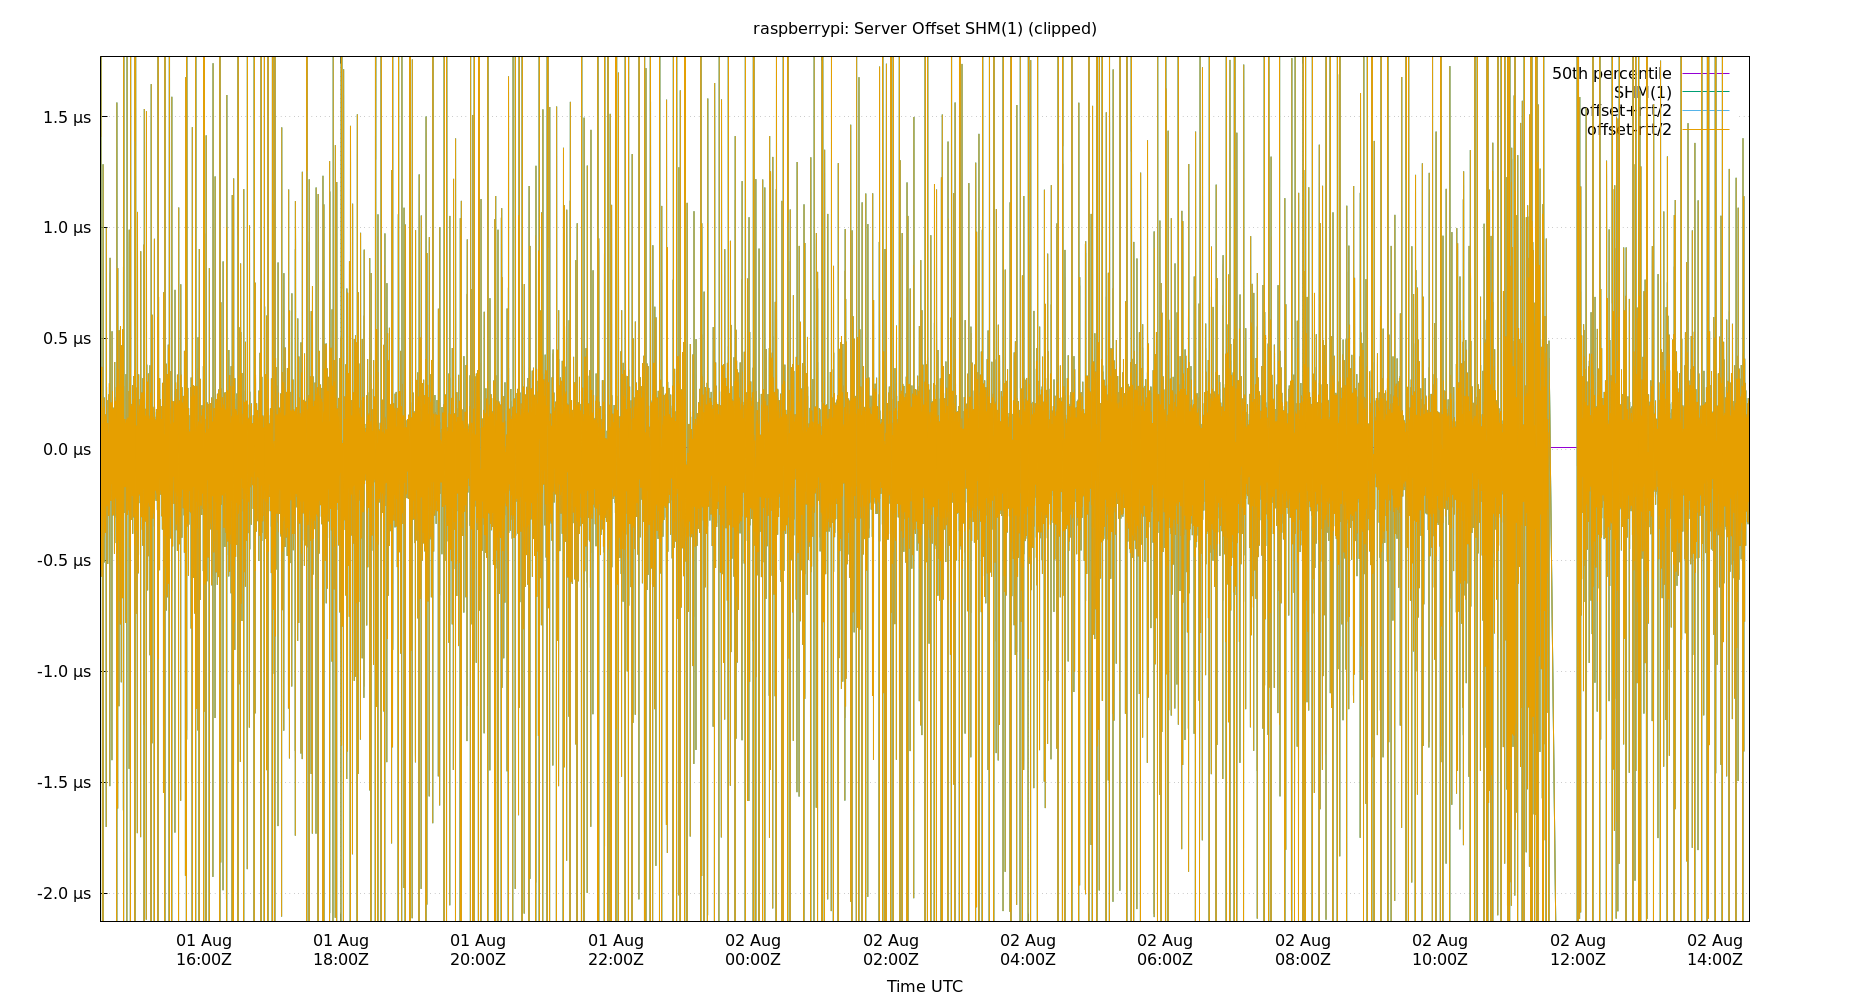 raspberrypi: Server Offset SHM(1) (clipped)
50th percentile
SHM(1)
offset+rtt/2
offset-rtt/2
1.5 µs
1.0 µs
0.5 µs
0.0 µs
-0.5 µs
-1.0 µs
-1.5 µs
-2.0 µs
01 Aug 01 Aug 01 Aug 01 Aug 02 Aug 02 Aug 02 Aug 02 Aug 02 Aug 02 Aug 02 Aug 02 Aug
16:00Z 18:00Z 20:00Z 22:00Z 00:00Z 02:00Z 04:00Z 06:00Z 08:00Z 10:00Z 12:00Z 14:00Z
Time UTC